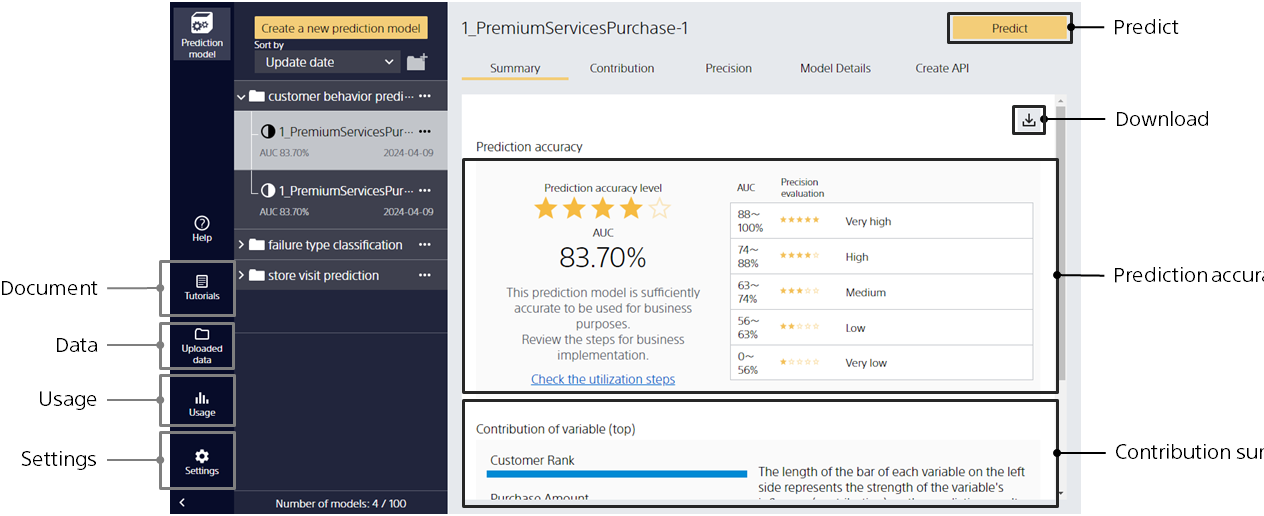 Prediction
model
Help
Tutorials
Uploaded
data
Usage
Settings
Document
Data
Usage
Settings
Create a new prediction model
Sort by
Update date
customer behavior predi···
1_PremiumServicesPur···
AUC 83.70% 2024-04-09
1_PremiumServicesPur···
AUC 83.70% 2024-04-09
failure type classification
store visit prediction
Number of models: 4 / 100
1_PremiumServicesPurchase-1
Predict
Summary Contribution Precision Model Details Create API
Prediction accuracy
Prediction accuracy level
AUC
83.70%
This prediction model is sufficiently
accurate to be used for business
purposes.
Review the steps for business
implementation.
Check the utilization steps
AUC Precision
evaluation
88～
100% ★★★★★ Very high
74～
88% ★★★★☆ High
63～
74% ★★★☆☆ Medium
56～
63% ★★☆☆☆ Low
0～
56% ★☆☆☆☆ Very low
Contribution of variable (top)
Customer Rank
Purchase Amount
The length of the bar of each variable on the left
side represents the strength of the variable's
Predict
Download
Prediction accura
Contribution sur